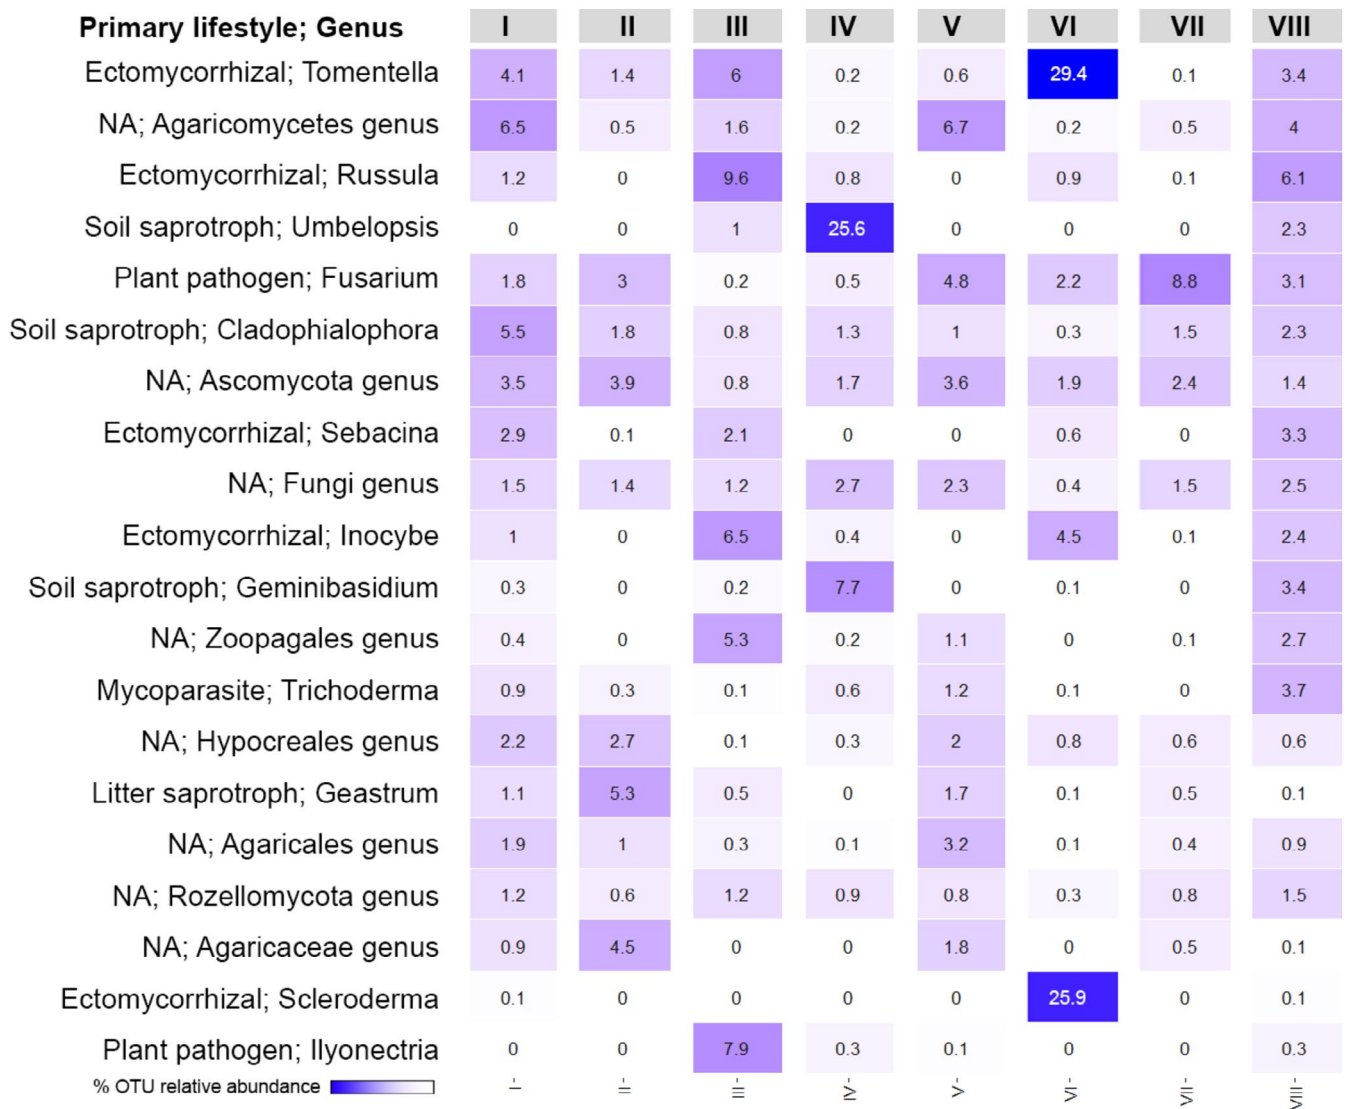 Primary lifestyle; Genus I II III IV V VI VII VIII
Ectomycorrhizal; Tomentella 4.1 1.4 6 0.2 0.6 29.4 0.1 3.4
NA; Agaricomycetes genus 6.5 0.5 1.6 0.2 6.7 0.2 0.5 4
Ectomycorrhizal; Russula 1.2 0 9.6 0.8 0 0.9 0.1 6.1
Soil saprotroph; Umbelopsis 0 0 1 25.6 0 0 0 2.3
Plant pathogen; Fusarium 1.8 3 0.2 0.5 4.8 2.2 8.8 3.1
Soil saprotroph; Cladophialophora 5.5 1.8 0.8 1.3 1 0.3 1.5 2.3
NA; Ascomycota genus 3.5 3.9 0.8 1.7 3.6 1.9 2.4 1.4
Ectomycorrhizal; Sebacina 2.9 0.1 2.1 0 0 0.6 0 3.3
NA; Fungi genus 1.5 1.4 1.2 2.7 2.3 0.4 1.5 2.5
Ectomycorrhizal; Inocybe 1 0 6.5 0.4 0 4.5 0.1 2.4
Soil saprotroph; Geminibasidium 0.3 0 0.2 7.7 0 0.1 0 3.4
NA; Zoopagales genus 0.4 0 5.3 0.2 1.1 0 0.1 2.7
Mycoparasite; Trichoderma 0.9 0.3 0.1 0.6 1.2 0.1 0 3.7
NA; Hypocreales genus 2.2 2.7 0.1 0.3 2 0.8 0.6 0.6
Litter saprotroph; Geastrum 1.1 5.3 0.5 0 1.7 0.1 0.5 0.1
NA; Agaricales genus 1.9 1 0.3 0.1 3.2 0.1 0.4 0.9
NA; Rozellomycota genus 1.2 0.6 1.2 0.9 0.8 0.3 0.8 1.5
NA; Agaricaceae genus 0.9 4.5 0 0 1.8 0 0.5 0.1
Ectomycorrhizal; Scleroderma 0.1 0 0 0 0 25.9 0 0.1
Plant pathogen; Ilyonectria 0 0 7.9 0.3 0.1 0 0 0.3
% OTU relative abundance I- II- III- IV- V- VI- VII- VIII-